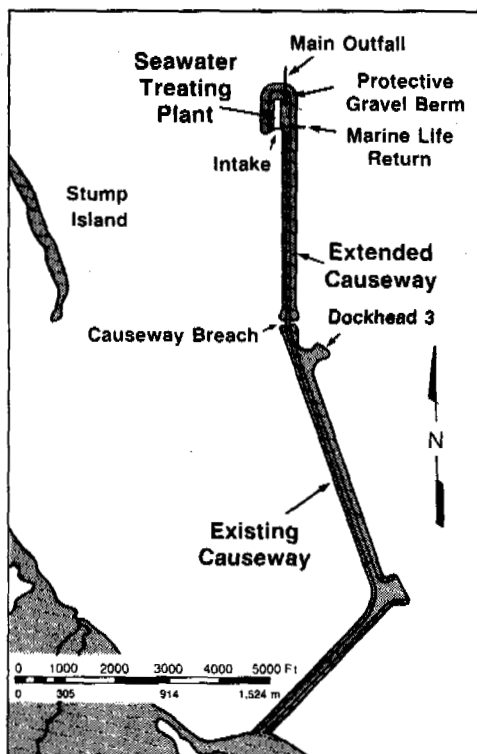 Main Outfall
Seawater
Treating
Plant
Protective
Gravel Berm
Marine Life
Return
Intake
Stump
Island
Extended
Causeway
Causeway Breach
Dockhead 3
N
Existing
Causeway
0 1000 2000 3000 4000 5000 Ft
0 305 914 1,524 m